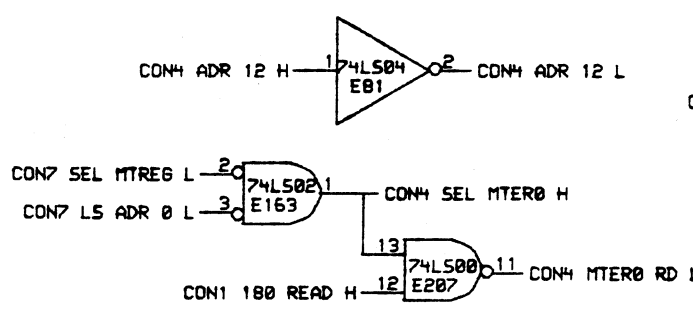 CON4 ADR 12 H 1 74LS04 2 CON4 ADR 12 L
E81
CON7 SEL MTREG L 2 74LS02 1 CON4 SEL MTER0 H
CON7 LS ADR 0 L 3 E163
13 74LS00 11 CON4 MTER0 RD
CON1 180 READ H 12 E207